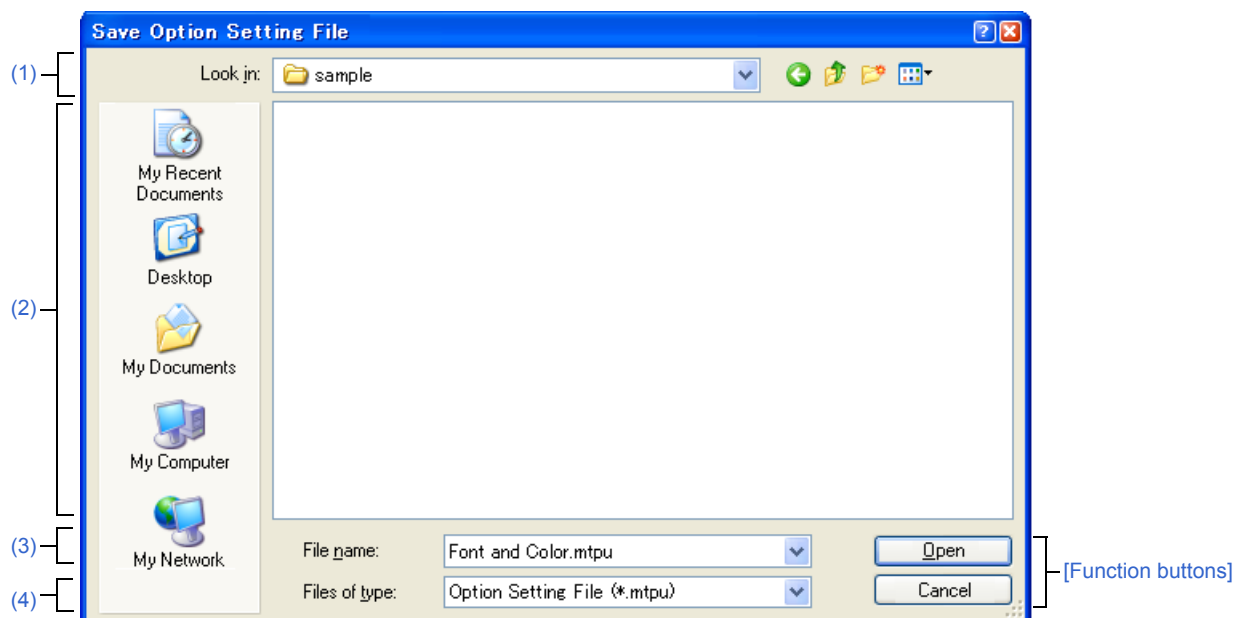 Save Option Setting File
(1)
Look in:
sample
(2)
My Recent
Documents
Desktop
My Documents
My Computer
My Network
(3)
File name:
Font and Color.mtpu
Open
(4)
Files of type:
Option Setting File (*.mtpu)
Cancel
[Function buttons]